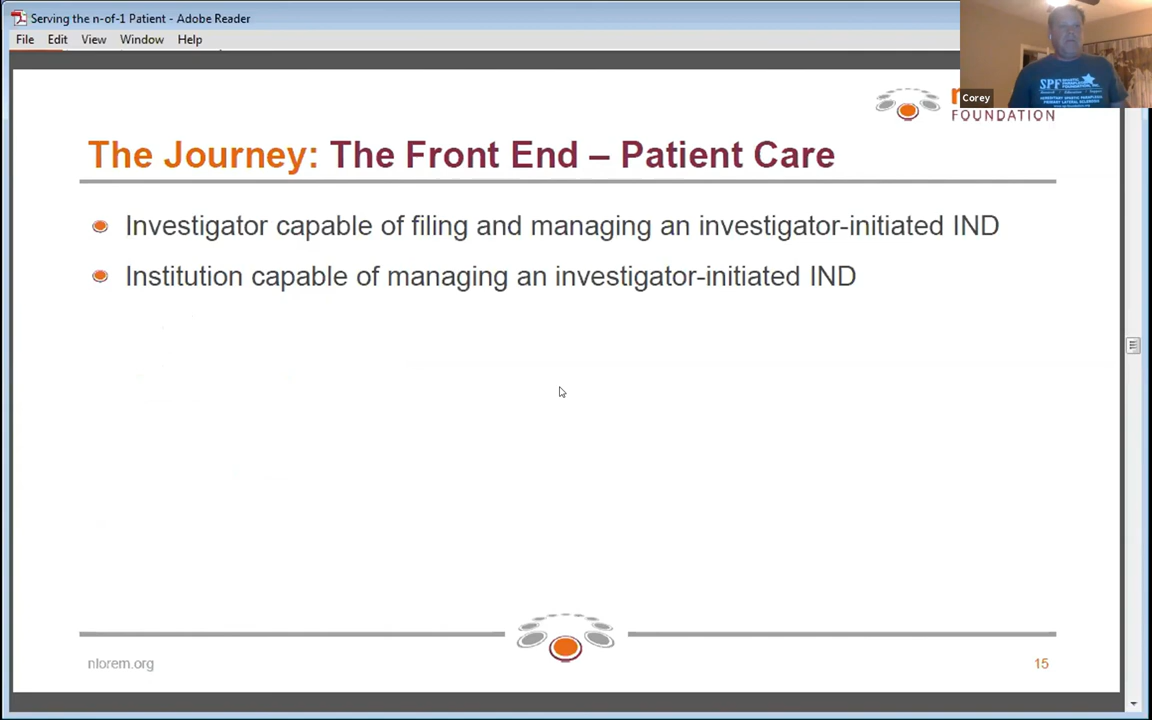 Serving the n-of-1 Patient - Adobe Reader
File Edit View Window Help
Corey
FOUNDATION
SPF
The Journey: The Front End – Patient Care
Investigator capable of filing and managing an investigator-initiated IND
Institution capable of managing an investigator-initiated IND
nlorem.org
15